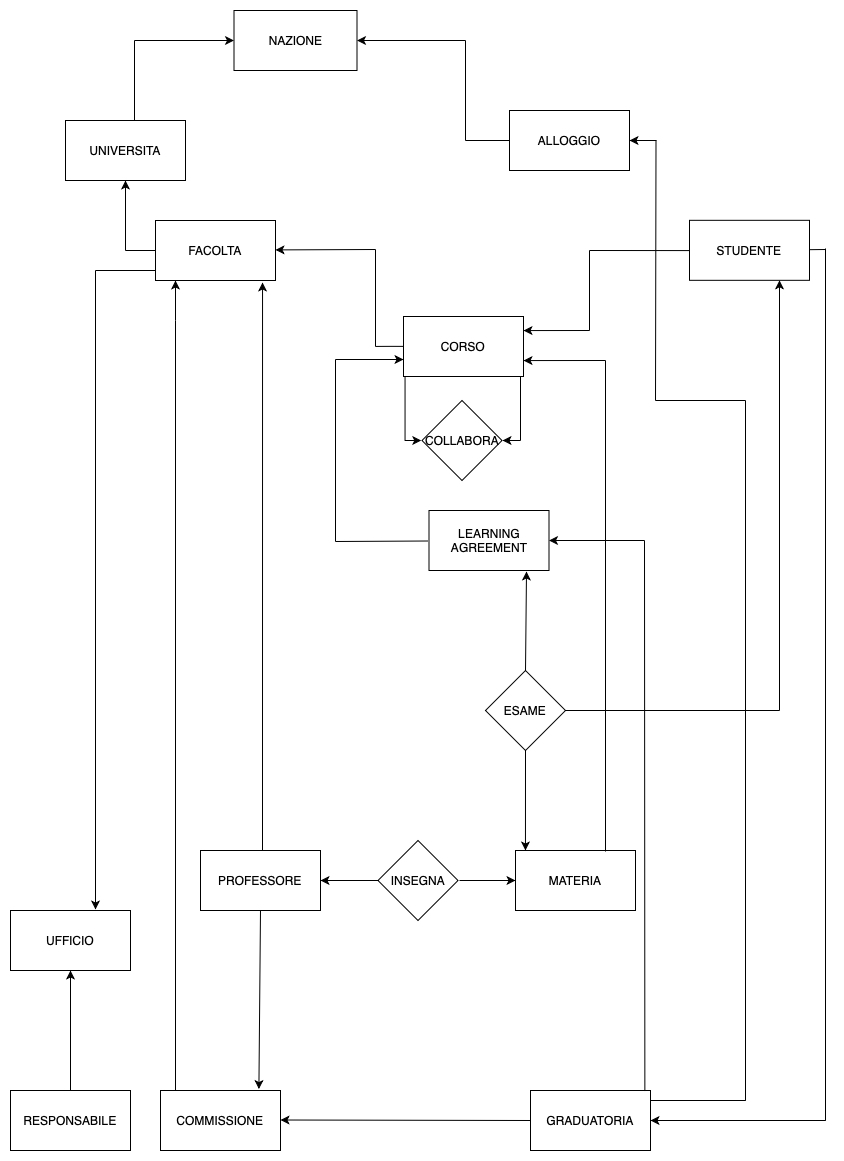 NAZIONE
ALLOGGIO
UNIVERSITA
FACOLTA
STUDENTE
CORSO
COLLABORA
LEARNING
AGREEMENT
ESAME
PROFESSORE
INSEGNA
MATERIA
UFFICIO
RESPONSABILE
COMMISSIONE
GRADUATORIA